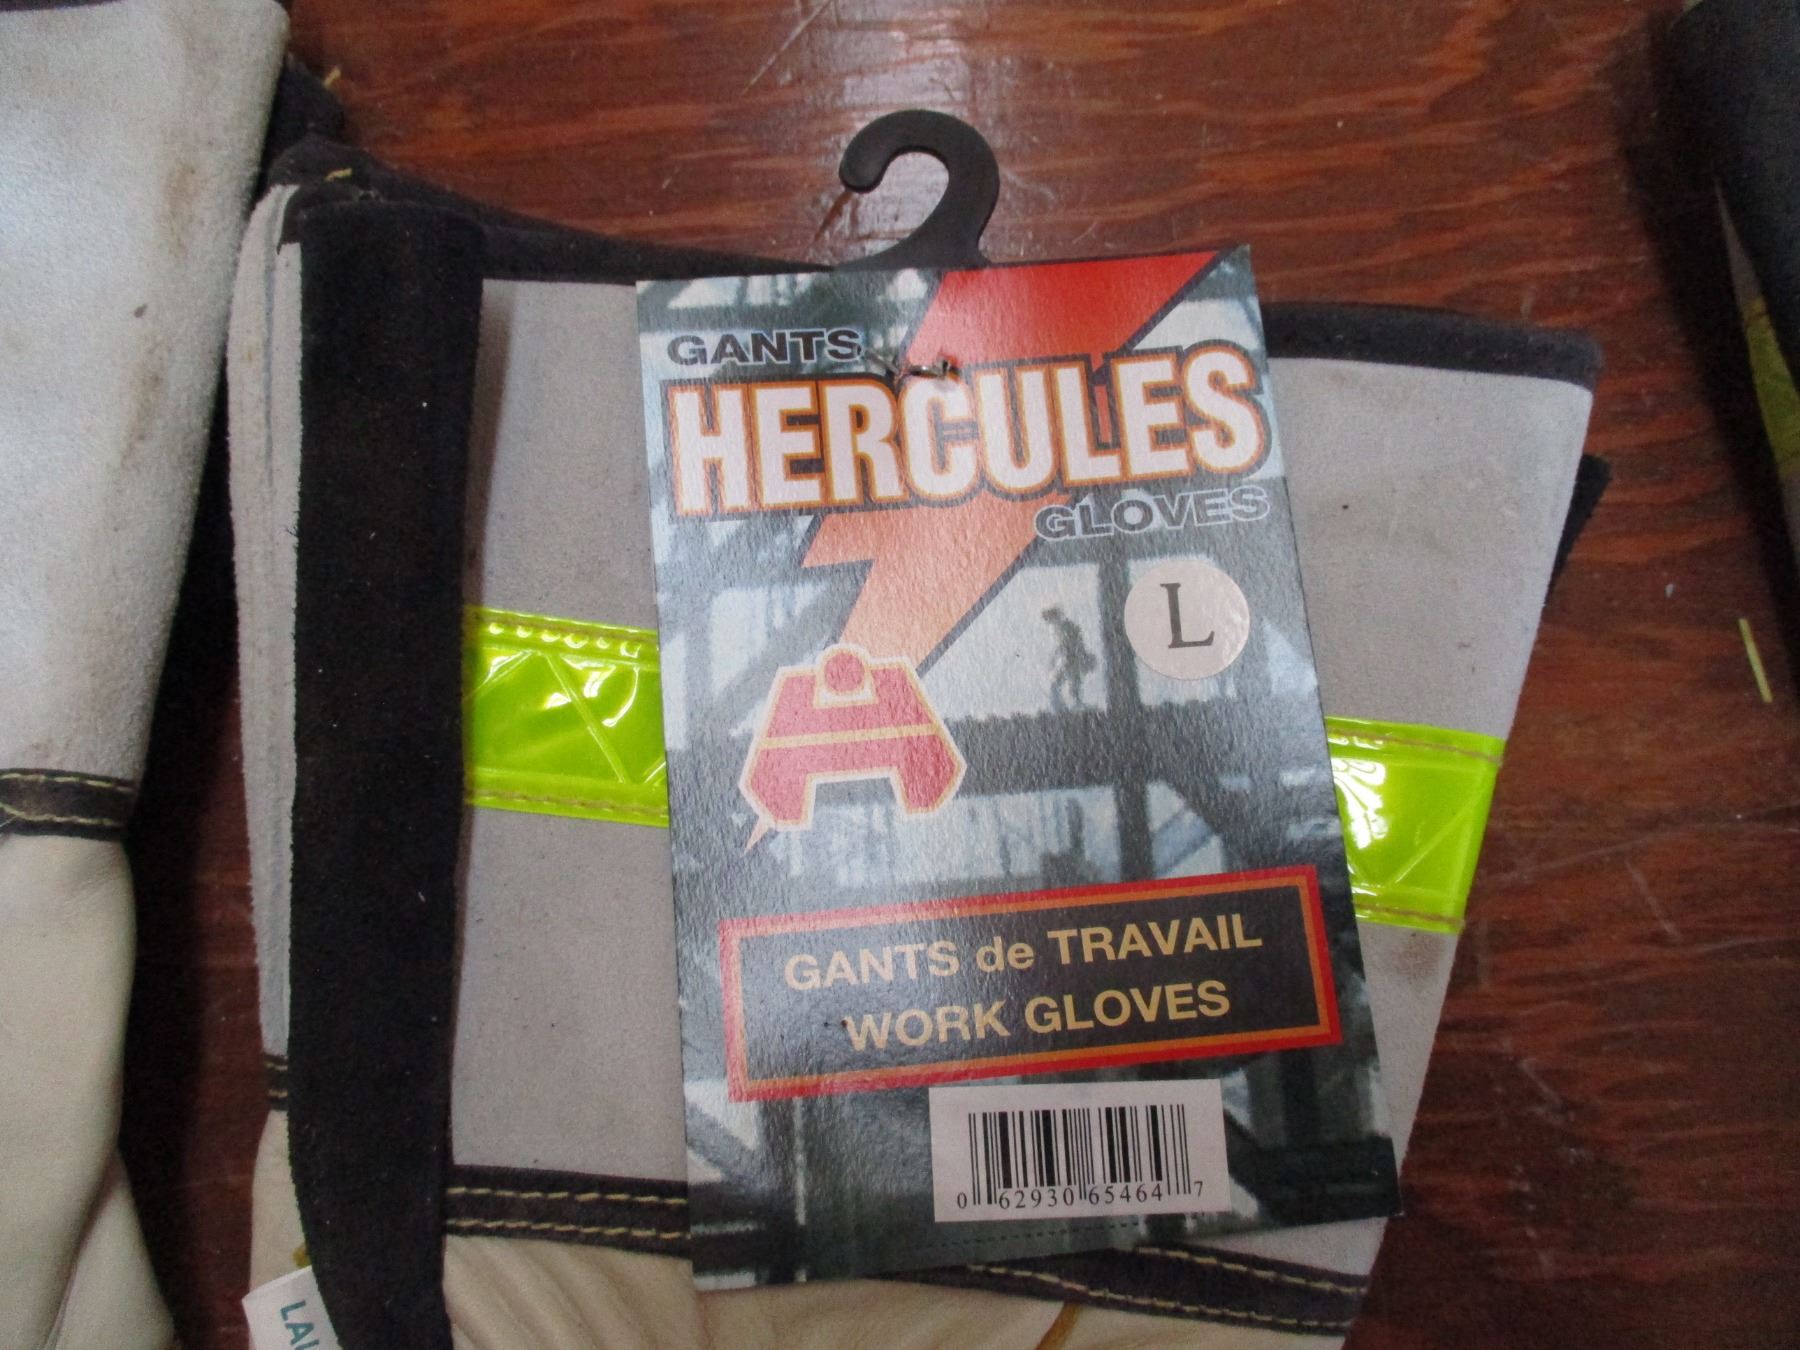 GANTS
HERCULES
GLOVES
L
GANTS de TRAVAIL
WORK GLOVES
0 62930 65464 7